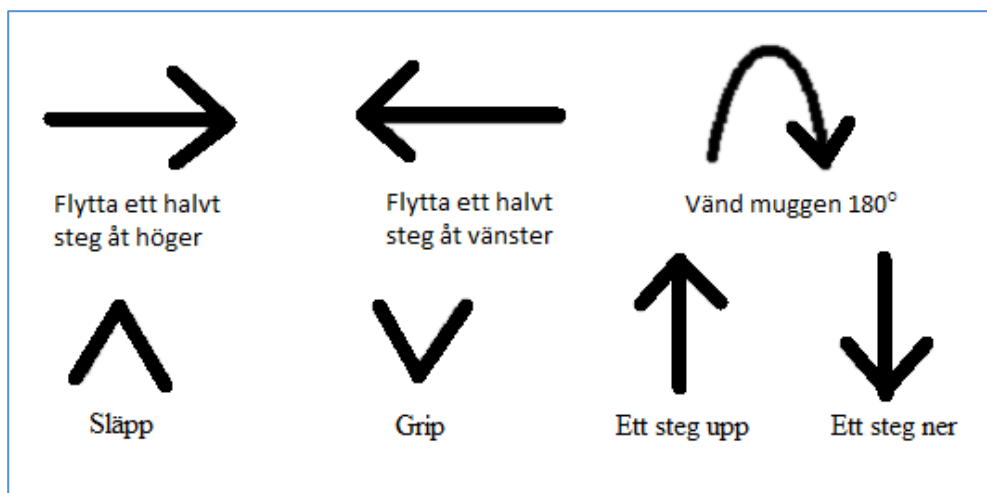 Flytta ett halvt
steg åt höger
Flytta ett halvt
steg åt vänster
Vänd muggen 180°
Släpp
Grip
Ett steg upp
Ett steg ner